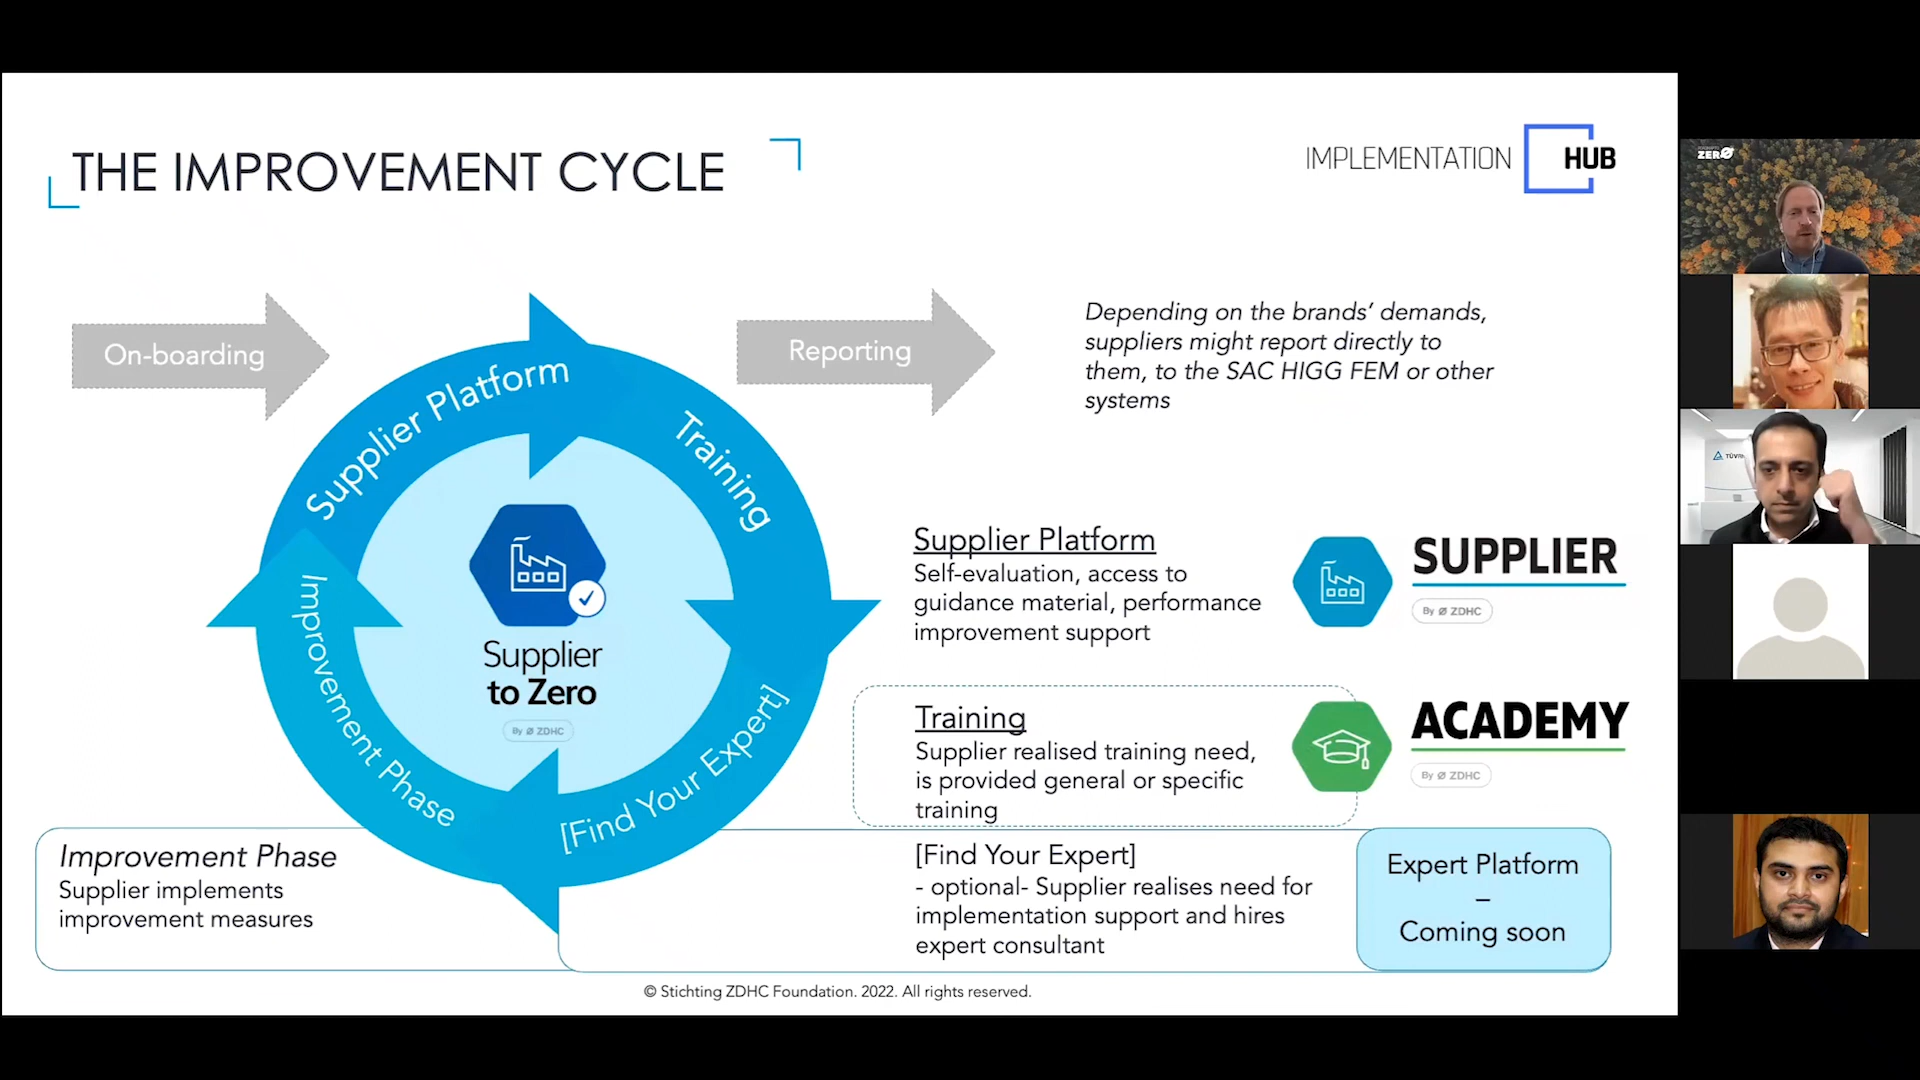 THE IMPROVEMENT CYCLE
IMPLEMENTATION HUB
On-boarding
Reporting
Depending on the brands’ demands,
suppliers might report directly to
them, to the SAC HIGG FEM or other
systems
Supplier Platform
Training
[Find Your Expert]
Improvement Phase
Supplier
to Zero
By ZDHC
Supplier Platform
Self-evaluation, access to
guidance material, performance
improvement support
SUPPLIER
By ZDHC
Training
Supplier realised training need,
is provided general or specific
training
ACADEMY
By ZDHC
Improvement Phase
Supplier implements
improvement measures
[Find Your Expert]
- optional- Supplier realises need for
implementation support and hires
expert consultant
Expert Platform
–
Coming soon
© Stichting ZDHC Foundation. 2022. All rights reserved.
ZERO